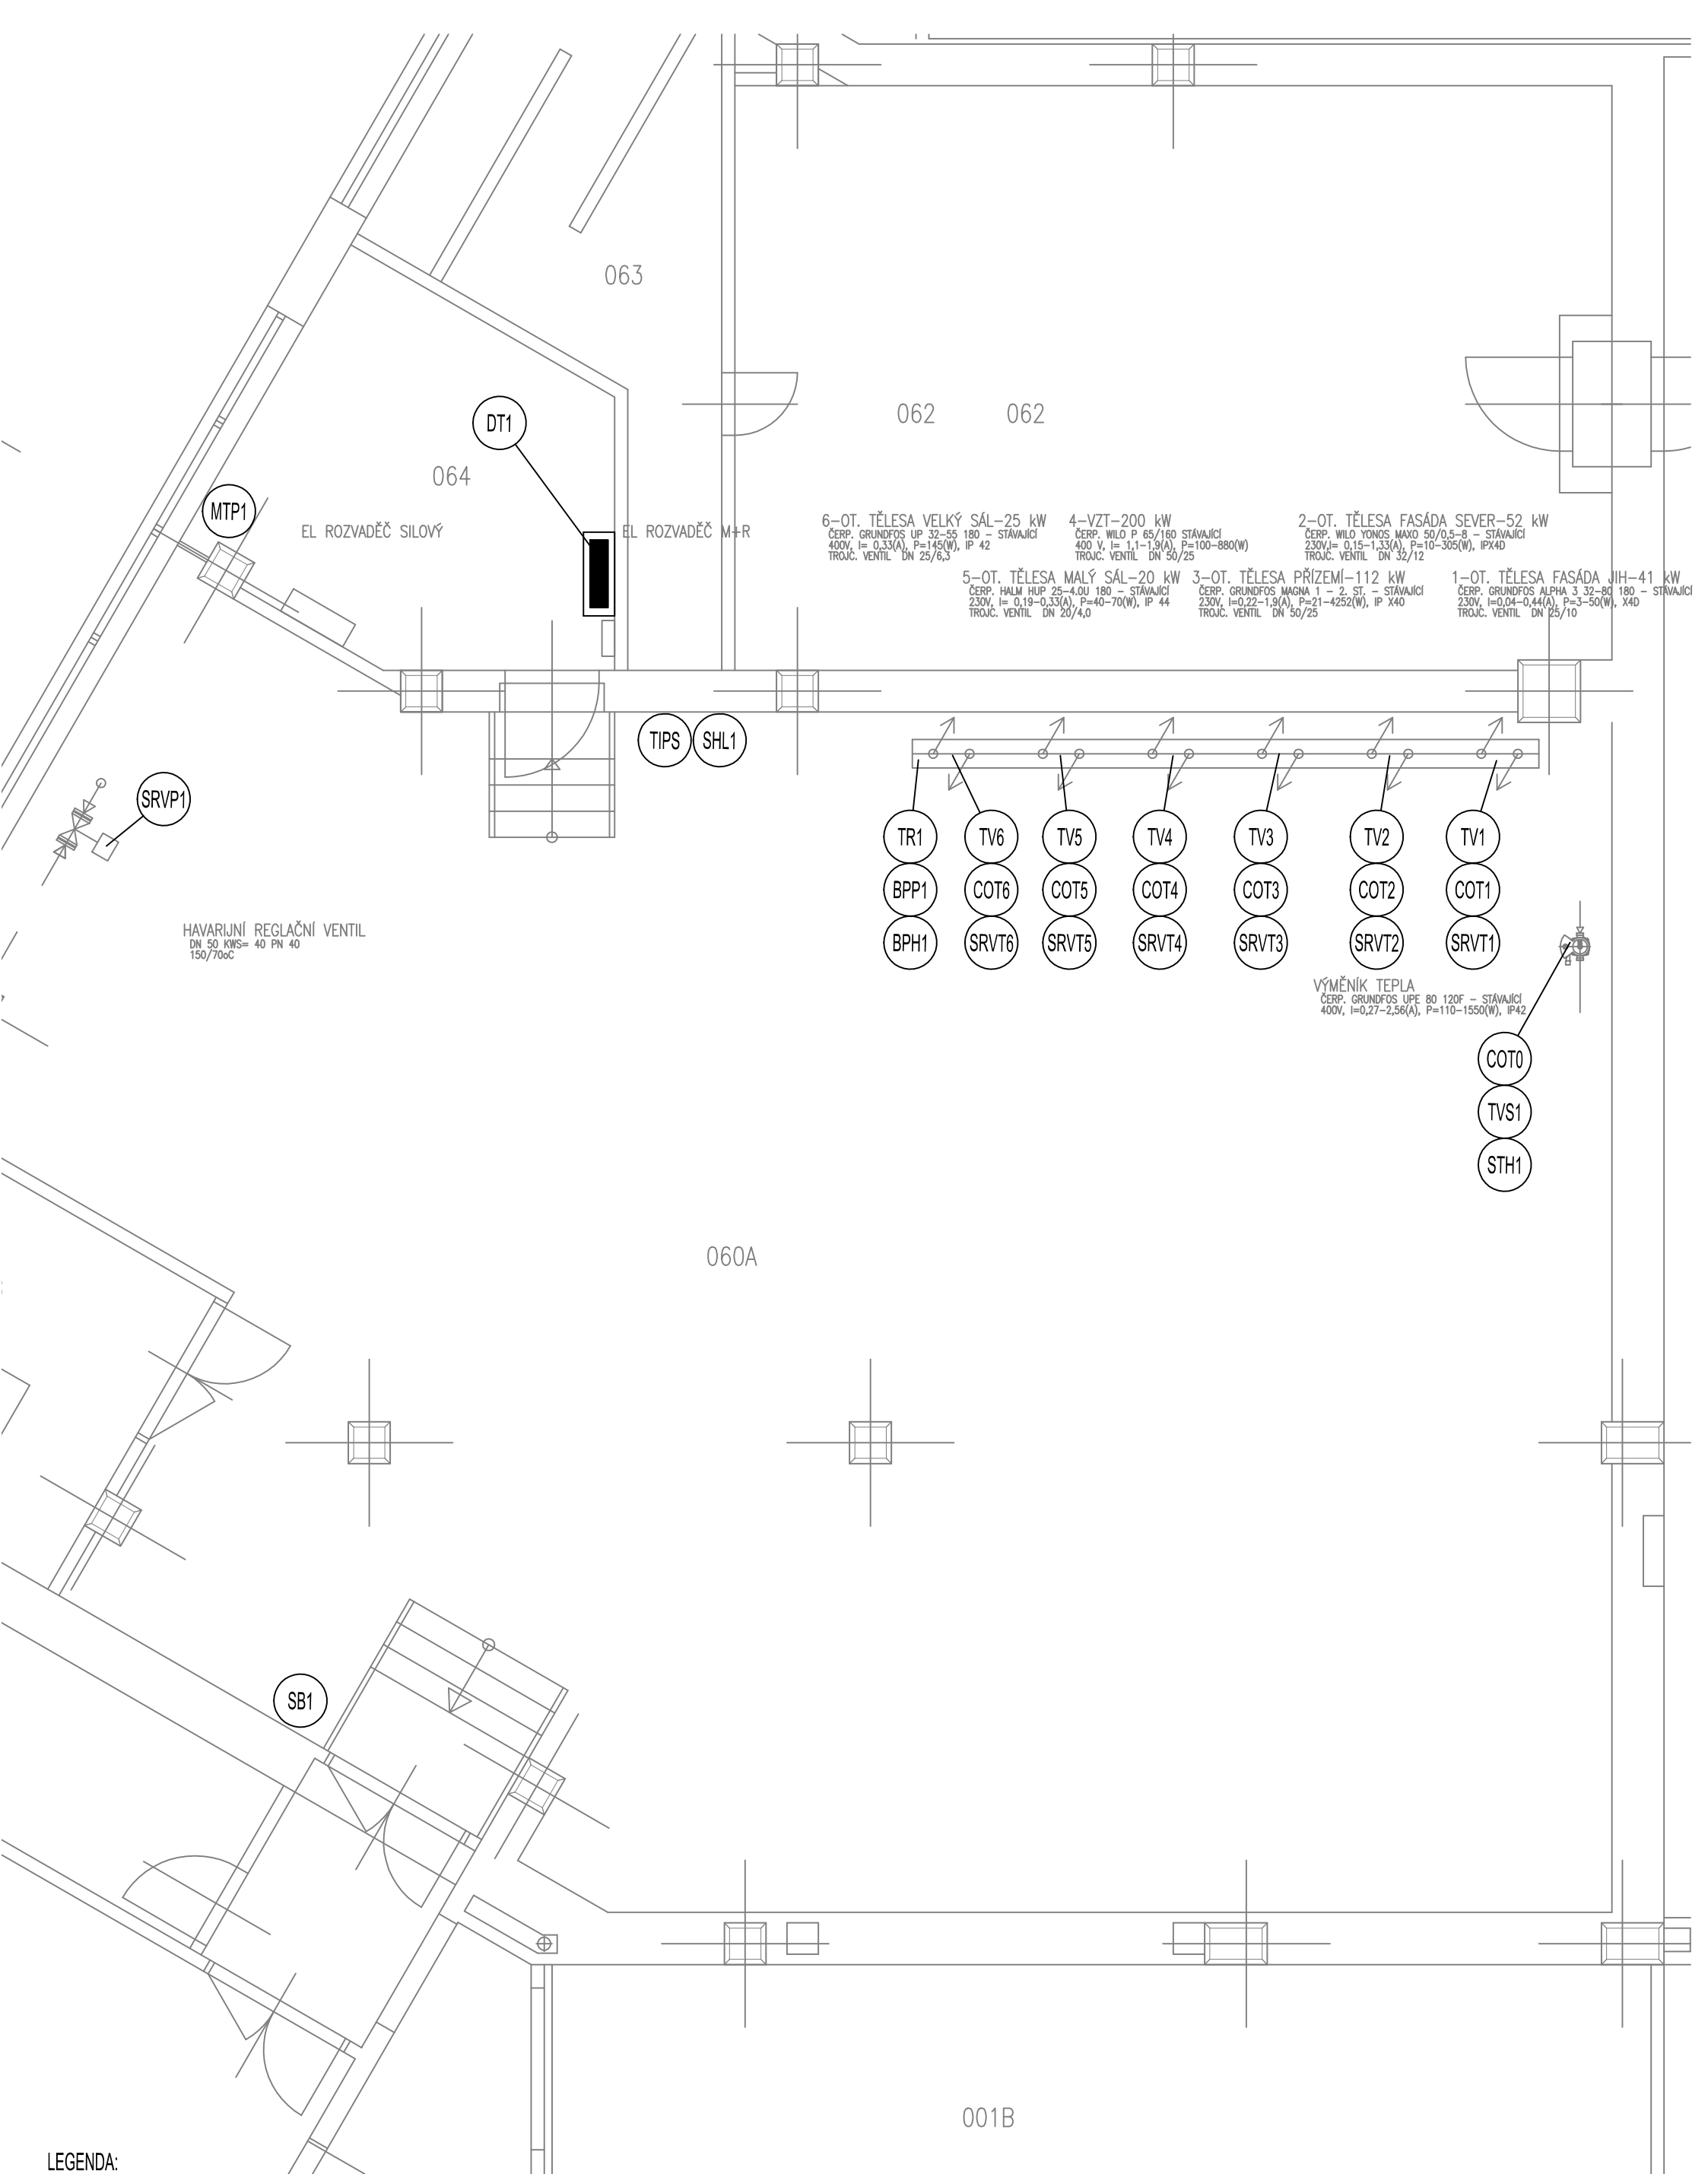 063
062
062
DT1
064
MTP1
EL ROZVADĚČ SILOVÝ
EL ROZVADĚČ M+R
6-OT. TĚLESA VELKÝ SÁL-25 kW
ČERP. GRUNDFOS UP 32-55 180 - STÁVAJÍCÍ
400V, I= 0,33(A), P=145(W), IP 42
TROJC. VENTIL DN 25/6,3
4-VZT-200 kW
ČERP. WILO P 65/160 STÁVAJÍCÍ
400 V, I= 1,1-1,9(A), P=100-880(W)
TROJC. VENTIL DN 50/25
2-OT. TĚLESA FASÁDA SEVER-52 kW
ČERP. WILO YONOS MAXO 50/0,5-8 - STÁVAJÍCÍ
230V,I= 0,15-1,33(A), P=10-305(W), IPX4D
TROJC. VENTIL DN 32/12
5-OT. TĚLESA MALÝ SÁL-20 kW
ČERP. HALM HUP 25-4.0U 180 - STÁVAJÍCÍ
230V, I= 0,19-0,33(A), P=40-70(W), IP 44
TROJC. VENTIL DN 20/4,0
3-OT. TĚLESA PŘÍZEMÍ-112 kW
ČERP. GRUNDFOS MAGNA 1 - 2. ST. - STÁVAJÍCÍ
230V, I=0,22-1,9(A), P=21-4252(W), IP X40
TROJC. VENTIL DN 50/25
1-OT. TĚLESA FASÁDA JIH-41 kW
ČERP. GRUNDFOS ALPHA 3 32-80 180 - STÁVAJÍCÍ
230V, I=0,04-0,44(A), P=3-50(W), X4D
TROJC. VENTIL DN 25/10
TIPS
SHL1
SRVP1
TR1
TV6
TV5
TV4
TV3
TV2
TV1
BPP1
COT6
COT5
COT4
COT3
COT2
COT1
BPH1
SRVT6
SRVT5
SRVT4
SRVT3
SRVT2
SRVT1
HAVARIJNÍ REGLAČNÍ VENTIL
DN 50 KWS= 40 PN 40
150/70oC
VÝMĚNÍK TEPLA
ČERP. GRUNDFOS UPE 80 120F - STÁVAJÍCÍ
400V, I=0,27-2,56(A), P=110-1550(W), IP42
COT0
TVS1
STH1
060A
SB1
001B
LEGENDA: